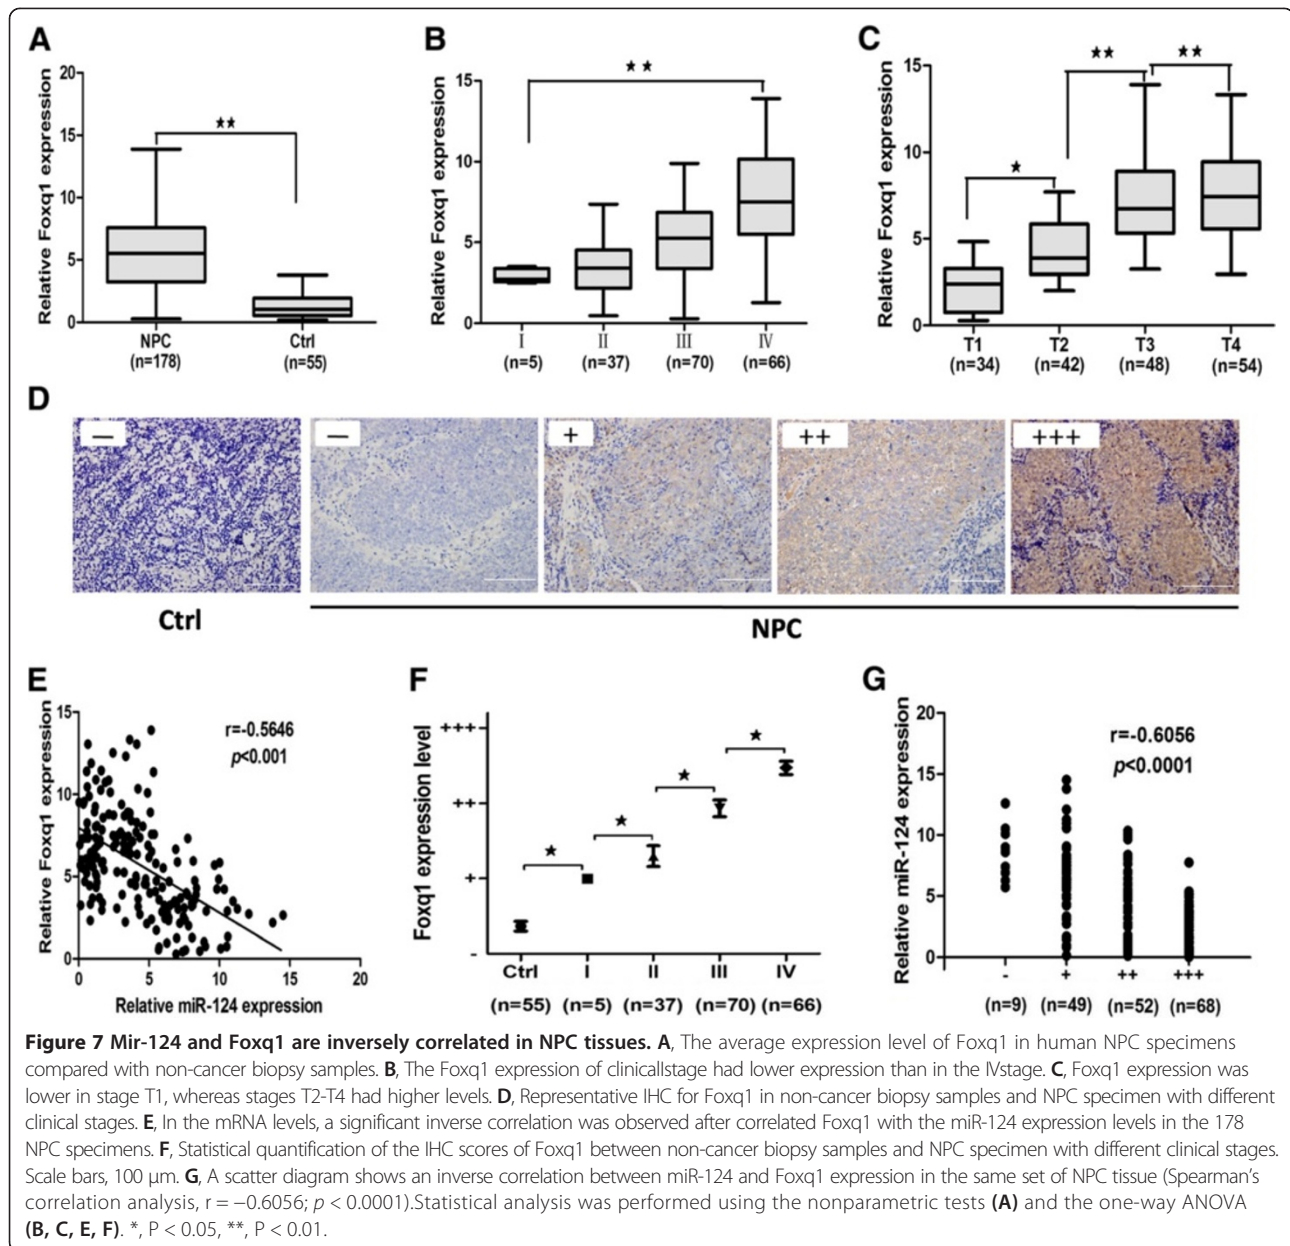 A
Relative Foxq1 expression
20
15
10
5
0
★★
NPC
(n=178)
Ctrl
(n=55)
B
Relative Foxq1 expression
15
10
5
0
★★
I
(n=5)
II
(n=37)
III
(n=70)
IV
(n=66)
C
Relative Foxq1 expression
15
10
5
0
★
★★
★★
T1
(n=34)
T2
(n=42)
T3
(n=48)
T4
(n=54)
D
—
—
+
++
+++
Ctrl
NPC
E
Relative Foxq1 expression
15
10
5
0
r=-0.5646
p<0.001
0 5 10 15 20
Relative miR-124 expression
F
Foxq1 expression level
+++
++
+
-
★
★
★
★
Ctrl I II III IV
(n=55) (n=5) (n=37) (n=70) (n=66)
G
Relative miR-124 expression
20
15
10
5
0
r=-0.6056
p<0.0001
- + ++ +++
(n=9) (n=49) (n=52) (n=68)
Figure 7 Mir-124 and Foxq1 are inversely correlated in NPC tissues. A, The average expression level of Foxq1 in human NPC specimens
compared with non-cancer biopsy samples. B, The Foxq1 expression of clinicalIstage had lower expression than in the IVstage. C, Foxq1 expression was
lower in stage T1, whereas stages T2-T4 had higher levels. D, Representative IHC for Foxq1 in non-cancer biopsy samples and NPC specimen with different
clinical stages. E, In the mRNA levels, a significant inverse correlation was observed after correlated Foxq1 with the miR-124 expression levels in the 178
NPC specimens. F, Statistical quantification of the IHC scores of Foxq1 between non-cancer biopsy samples and NPC specimen with different clinical stages.
Scale bars, 100 μm. G, A scatter diagram shows an inverse correlation between miR-124 and Foxq1 expression in the same set of NPC tissue (Spearman's
correlation analysis, r = −0.6056; p < 0.0001).Statistical analysis was performed using the nonparametric tests (A) and the one-way ANOVA
(B, C, E, F). *, P < 0.05, **, P < 0.01.